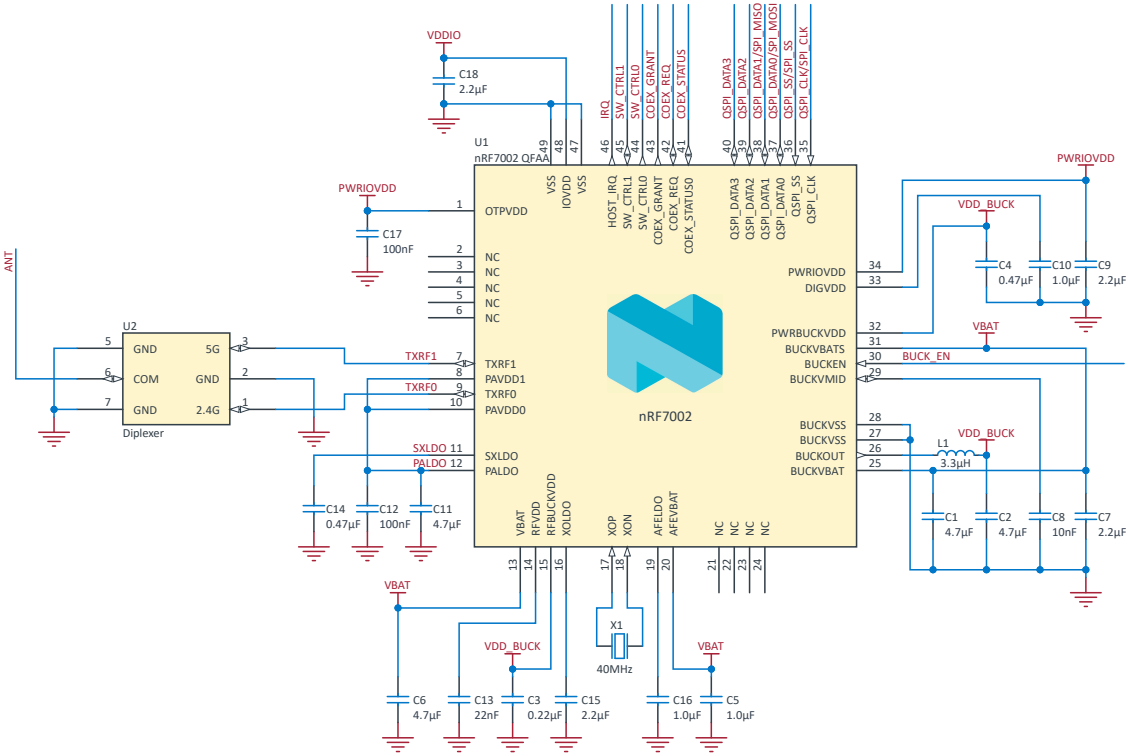 VDDIO
C18
2.2µF
IRQ
SW_CTRL1
SW_CTRL0
COEX_GRANT
COEX_REQ
COEX_STATUS
QSPI_DATA3
QSPI_DATA2
QSPI_DATA1/SPI_MISO
QSPI_DATA0/SPI_MOSI
QSPI_SS/SPI_SS
QSPI_CLK/SPI_CLK
U1
nRF7002 QFAA
49
48
47
46
45
44
43
42
41
40
39
38
37
36
35
VSS
IOVDD
VSS
HOST_IRQ
SW_CTRL1
SW_CTRL0
COEX_GRANT
COEX_REQ
COEX_STATUS0
QSPI_DATA3
QSPI_DATA2
QSPI_DATA1
QSPI_DATA0
QSPI_SS
QSPI_CLK
PWRIOVDD
C17
100nF
1 OTPVDD
2 NC
3 NC
4 NC
5 NC
6 NC
ANT
U2
5 GND
6 COM
7 GND
5G 3
GND 2
2.4G 1
Diplexer
TXRF1 7 TXRF1
8 PAVDD1
TXRF0 9 TXRF0
10 PAVDD0
SXLDO 11 SXLDO
PALDO 12 PALDO
C14
0.47µF
C12
100nF
C11
4.7µF
nRF7002
PWRIOVDD
VDD_BUCK
C4
0.47µF
C10
1.0µF
C9
2.2µF
PWRIOVDD 34
DIGVDD 33
PWRBUCKVDD 32
BUCKVBATS 31
VBAT
BUCKEN 30 BUCK_EN
BUCKVMID 29
BUCKVSS 28
BUCKVSS 27
BUCKOUT 26
BUCKVBAT 25
L1
3.3µH
VDD_BUCK
C1
4.7µF
C2
4.7µF
C8
10nF
C7
2.2µF
VBAT
RFVDD
RFBUCKVDD
XOLDO
XOP
XON
AFELDO
AFEVBAT
NC
NC
NC
NC
13
14
15
16
17
18
19
20
21
22
23
24
VBAT
C6
4.7µF
C13
22nF
VDD_BUCK
C3
0.22µF
C15
2.2µF
X1
40MHz
C16
1.0µF
VBAT
C5
1.0µF